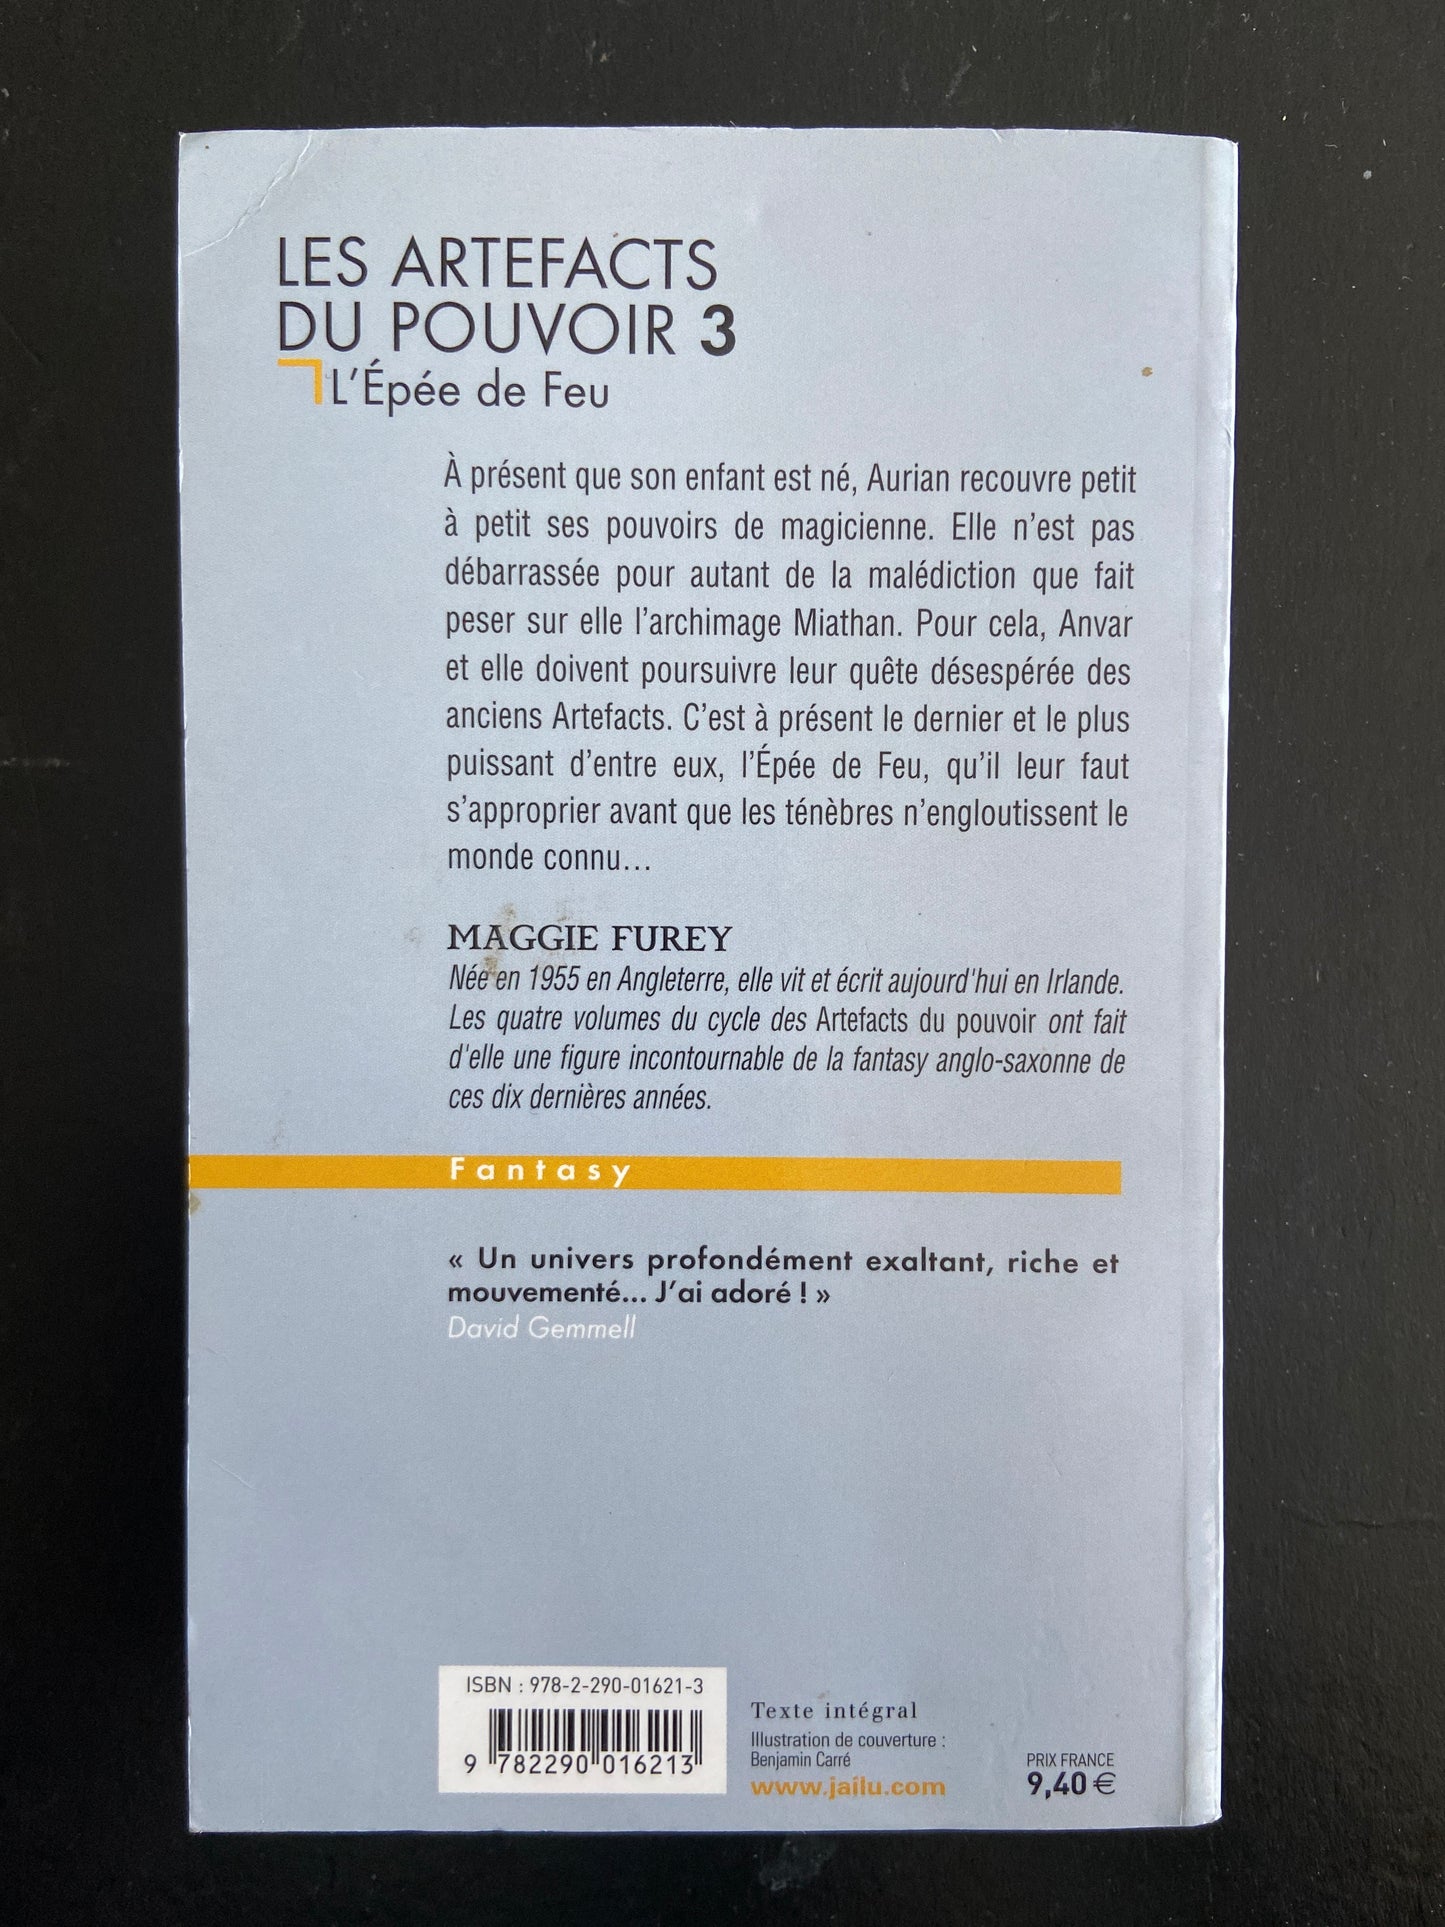 LES ARTEFACTS
DU POUVOIR 3
L'Épée de Feu
À présent que son enfant est né, Aurian recouvre petit
à petit ses pouvoirs de magicienne. Elle n'est pas
débarrassée pour autant de la malédiction que fait
peser sur elle l'archimage Miathan. Pour cela, Anvar
et elle doivent poursuivre leur quête désespérée des
anciens Artefacts. C'est à présent le dernier et le plus
puissant d'entre eux, l'Épée de Feu, qu'il leur faut
s'approprier avant que les ténèbres n'engloutissent le
monde connu…
MAGGIE FUREY
Née en 1955 en Angleterre, elle vit et écrit aujourd'hui en Irlande.
Les quatre volumes du cycle des Artefacts du pouvoir ont fait
d'elle une figure incontournable de la fantasy anglo-saxonne de
ces dix dernières années.
Fantasy
« Un univers profondément exaltant, riche et
mouvementé... J'ai adoré ! »
David Gemmell
ISBN : 978-2-290-01621-3
9 782290 016213
Texte intégral
Illustration de couverture :
Benjamin Carré
www.jailu.com
PRIX FRANCE
9,40 €